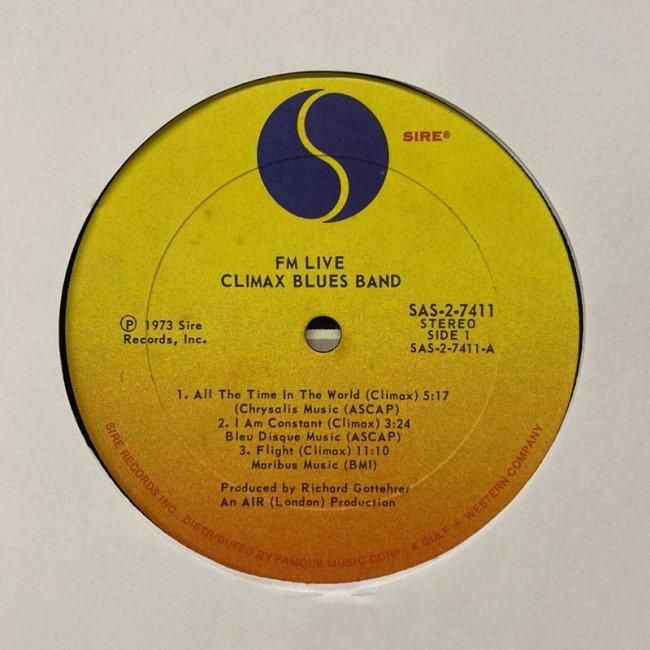 SIRE®
FM LIVE
CLIMAX BLUES BAND
SAS-2-7411
STEREO
SIDE 1
SAS-2-7411-A
Ⓟ 1973 Sire
Records, Inc.
1. All The Time In The World (Climax) 5:17
(Chrysalis Music (ASCAP)
2. I Am Constant (Climax) 3:24
Bleu Disque Music (ASCAP)
3. Flight (Climax) 11:10
Maribus Music (BMI)
Produced by Richard Gottehrer
An AIR (London) Production
SIRE RECORDS INC., DISTRIBUTED BY FAMOUS MUSIC CORP., A GULF + WESTERN COMPANY